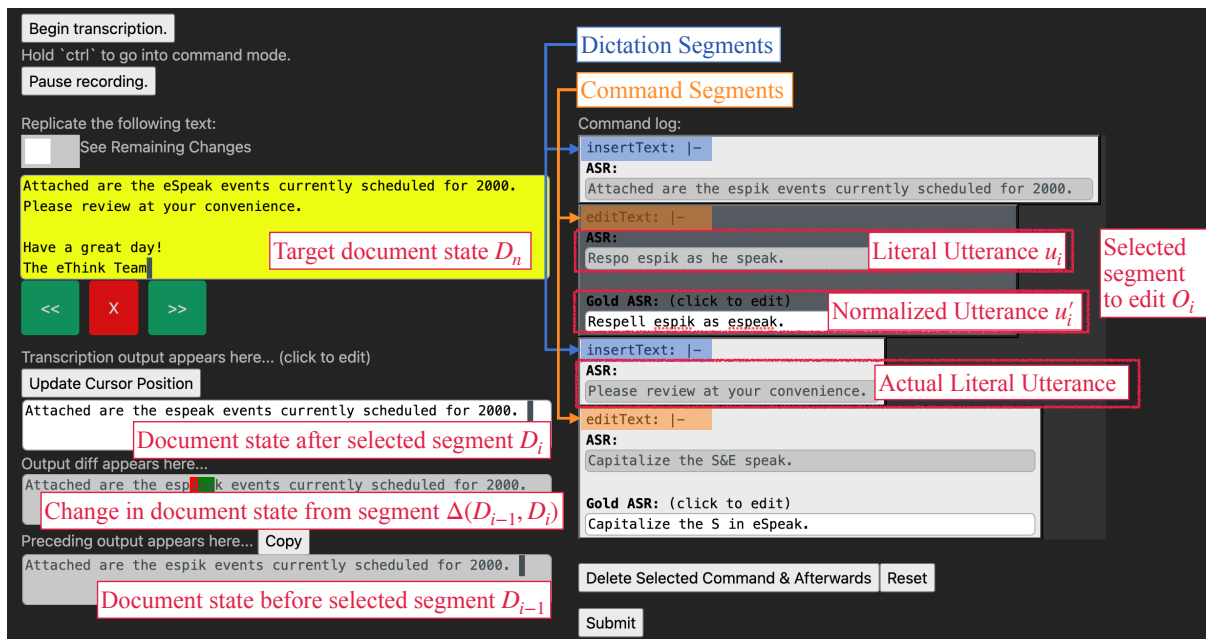 Begin transcription.
Hold `ctrl` to go into command mode.
Pause recording.
Replicate the following text:
See Remaining Changes
Attached are the eSpeak events currently scheduled for 2000.
Please review at your convenience.
Have a great day!
The eThink Team
Target document state Dₙ
<<
X
>>
Transcription output appears here... (click to edit)
Update Cursor Position
Attached are the espeak events currently scheduled for 2000.
Document state after selected segment Dᵢ
Output diff appears here...
Attached are the esp k events currently scheduled for 2000.
Change in document state from segment Δ(Dᵢ₋₁, Dᵢ)
Preceding output appears here...
Copy
Attached are the espik events currently scheduled for 2000.
Document state before selected segment Dᵢ₋₁
Dictation Segments
Command Segments
Command log:
insertText: |-
ASR:
Attached are the espik events currently scheduled for 2000.
editText: |-
ASR:
Respo espik as he speak.
Literal Utterance uᵢ
Gold ASR: (click to edit)
Respell espik as espeak.
Normalized Utterance u′ᵢ
Selected
segment
to edit Oᵢ
insertText: |-
ASR:
Please review at your convenience.
Actual Literal Utterance
editText: |-
ASR:
Capitalize the S&E speak.
Gold ASR: (click to edit)
Capitalize the S in eSpeak.
Delete Selected Command & Afterwards
Reset
Submit